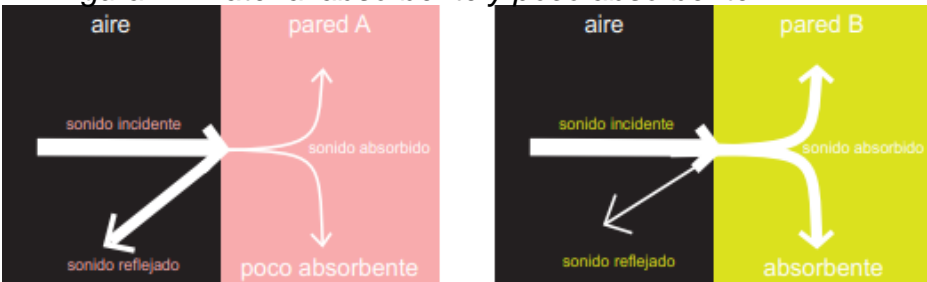 aire
pared A
sonido incidente
sonido absorbido
sonido reflejado
poco absorbente
aire
pared B
sonido incidente
sonido absorbido
sonido reflejado
absorbente